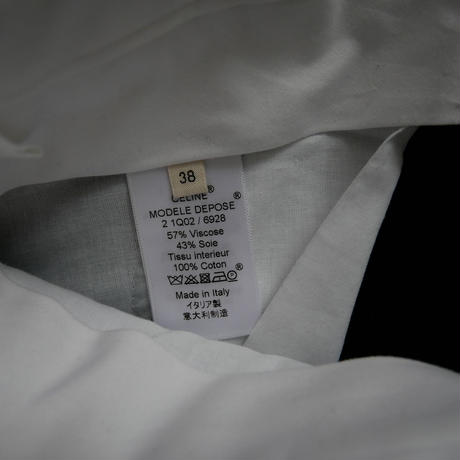 38
CELINE®
®
MODELE DEPOSE
2 1Q02 / 6928
57% Viscose
43% Soie
Tissu interieur
100% Coton
®
Made in Italy
イタリア製
意大利制造